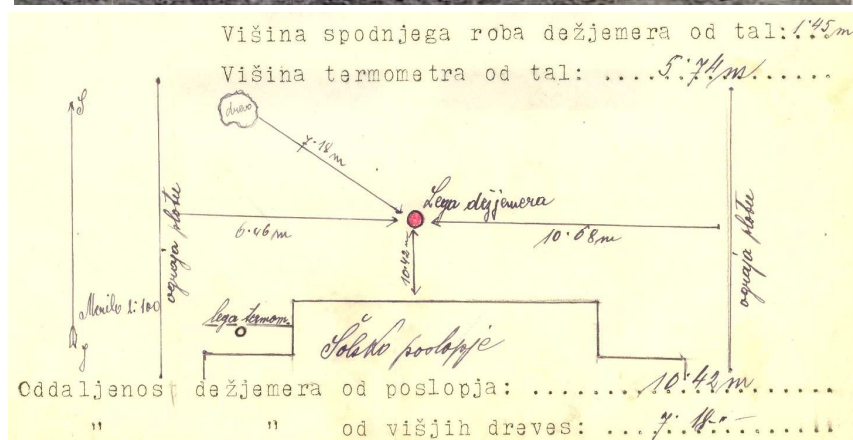 Višina spodnjega roba dežjemera od tal: 1·45 m
Višina termometra od tal: .... 5·74 m ......
S
drevo
7·18 m
ograja plotu
Lega dežjemera
6·46 m
10·68 m
10·42 m
ograja plotu
Merilo 1:100
J
lega termom.
Šolsko poslopje
Oddaljenost dežjemera od poslopja: ........ 10·42 m ........
" " od višjih dreves: ... 7·18 -"-